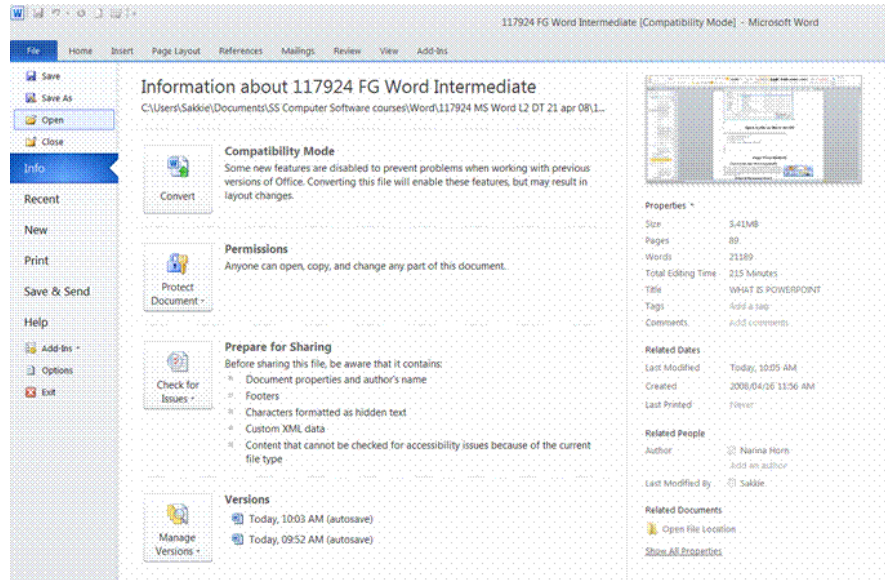 117924 FG Word Intermediate [Compatibility Mode] - Microsoft Word
File Home Insert Page Layout References Mailings Review View Add-Ins
Save
Save As
Open
Close
Info
Recent
New
Print
Save & Send
Help
Add-Ins
Options
Exit
Information about 117924 FG Word Intermediate
C:\Users\Sakkie\Documents\SS Computer Software courses\Word\117924 MS Word L2 DT 21 apr 08\1...
Convert
Compatibility Mode
Some new features are disabled to prevent problems when working with previous
versions of Office. Converting this file will enable these features, but may result in
layout changes.
Protect
Document
Permissions
Anyone can open, copy, and change any part of this document.
Check for
Issues
Prepare for Sharing
Before sharing this file, be aware that it contains:
Document properties and author's name
Footers
Characters formatted as hidden text
Custom XML data
Content that cannot be checked for accessibility issues because of the current
file type
Manage
Versions
Versions
Today, 10:03 AM (autosave)
Today, 09:52 AM (autosave)
Properties
Size 5.41MB
Pages 89
Words 21189
Total Editing Time 215 Minutes
Title WHAT IS POWERPOINT
Tags Add a tag
Comments Add comments
Related Dates
Last Modified Today, 10:05 AM
Created 2008/04/16 11:56 AM
Last Printed Never
Related People
Author Narina Horn
Add an author
Last Modified By Sakkie
Related Documents
Open File Location
Show All Properties